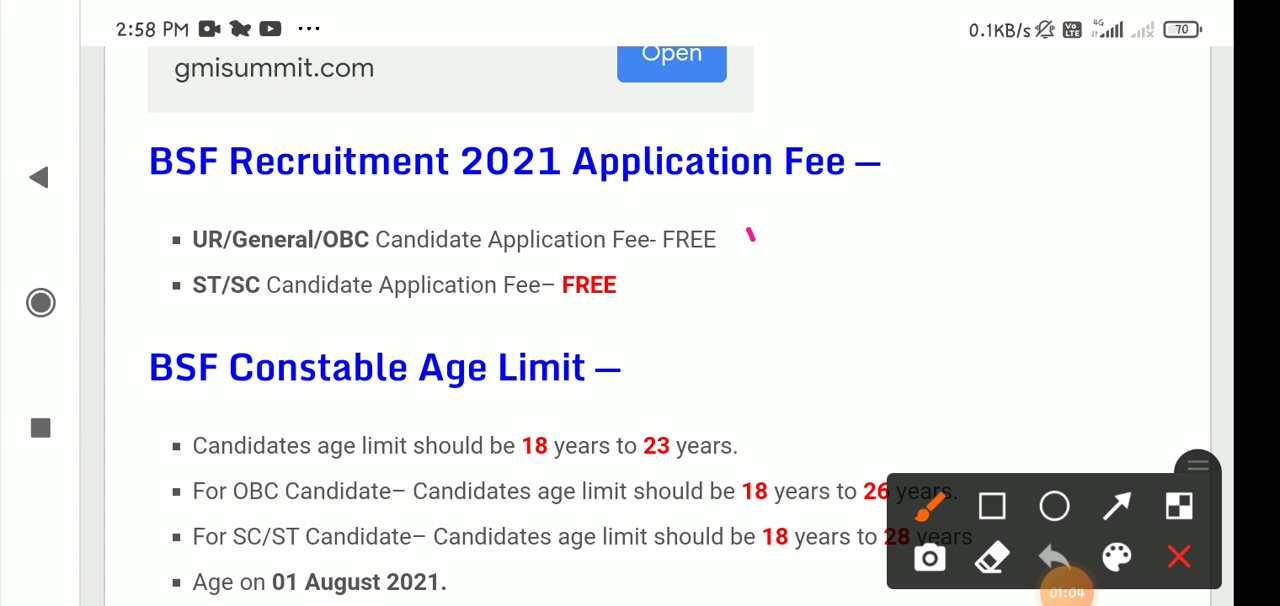 2:58 PM ... 0.1KB/s Vo LTE 4G 70
gmisummit.com Open
BSF Recruitment 2021 Application Fee –
UR/General/OBC Candidate Application Fee- FREE
ST/SC Candidate Application Fee– FREE
BSF Constable Age Limit –
Candidates age limit should be 18 years to 23 years.
For OBC Candidate– Candidates age limit should be 18 years to 26 years.
For SC/ST Candidate– Candidates age limit should be 18 years to 28 years
Age on 01 August 2021.
01:04